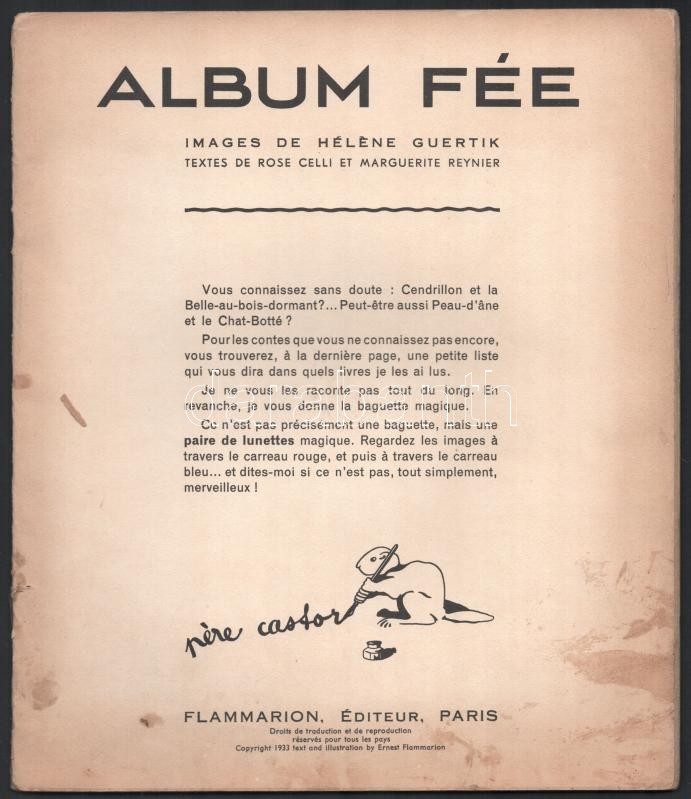 ALBUM FÉE
IMAGES DE HÉLÈNE GUERTIK
TEXTES DE ROSE CELLI ET MARGUERITE REYNIER
Vous connaissez sans doute : Cendrillon et la
Belle-au-bois-dormant?... Peut-être aussi Peau-d'âne
et le Chat-Botté ?
Pour les contes que vous ne connaissez pas encore,
vous trouverez, à la dernière page, une petite liste
qui vous dira dans quels livres je les ai lus.
Je ne vous les raconte pas tout du long. En
revanche, je vous donne la baguette magique.
Ce n'est pas précisément une baguette, mais une
paire de lunettes magique. Regardez les images à
travers le carreau rouge, et puis à travers le carreau
bleu... et dites-moi si ce n'est pas, tout simplement,
merveilleux !
père castor
FLAMMARION, ÉDITEUR, PARIS
Droits de traduction et de reproduction
réservés pour tous les pays
Copyright 1933 text and illustration by Ernest Flammarion